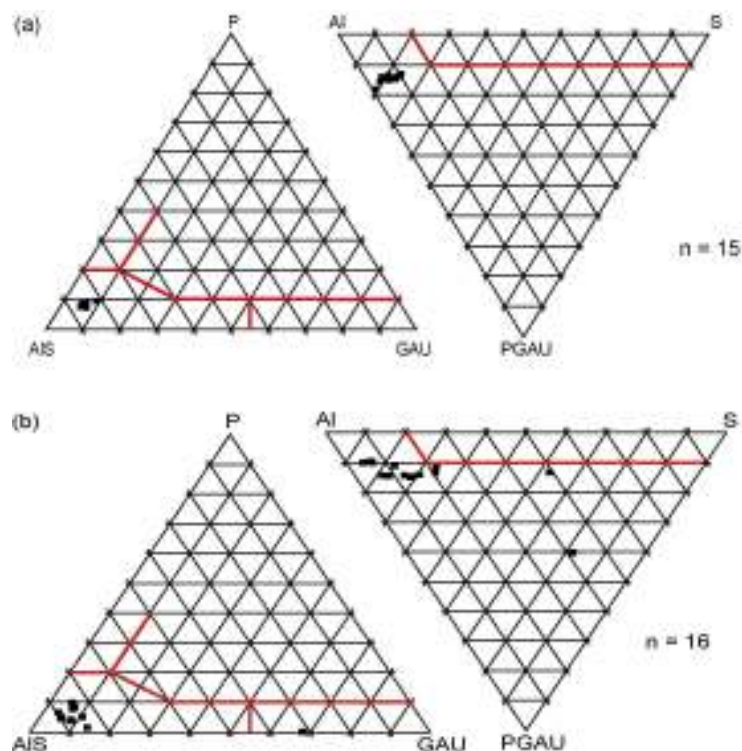 (a)
P
AI
S
n = 15
AIS
GAU
PGAU
(b)
P
AI
S
n = 16
AIS
GAU
PGAU